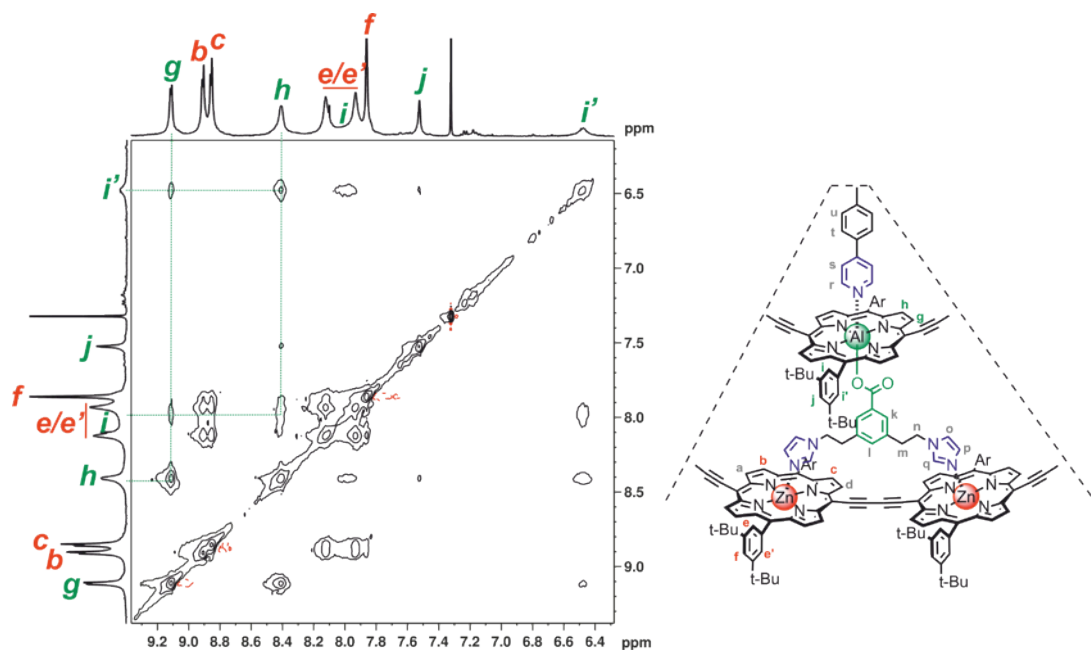 f
c
b
g
e/e'
h
i
j
i'
ppm
ppm
i'
6.5
7.0
j
7.5
f
e/e'
i
8.0
h
8.5
c
b
9.0
g
9.2 9.0 8.8 8.6 8.4 8.2 8.0 7.8 7.6 7.4 7.2 7.0 6.8 6.6 6.4 ppm
u
t
s
r
N
Ar
h
g
N
N
Al
N
N
t-Bu
i
i'
O
O
j
t-Bu
k
n
N
o
l
m
N
p
N
q
N
Ar
Ar
a
b
c
d
N
N
Zn
N
N
N
N
Zn
N
N
t-Bu
e
f
e'
t-Bu
t-Bu
t-Bu